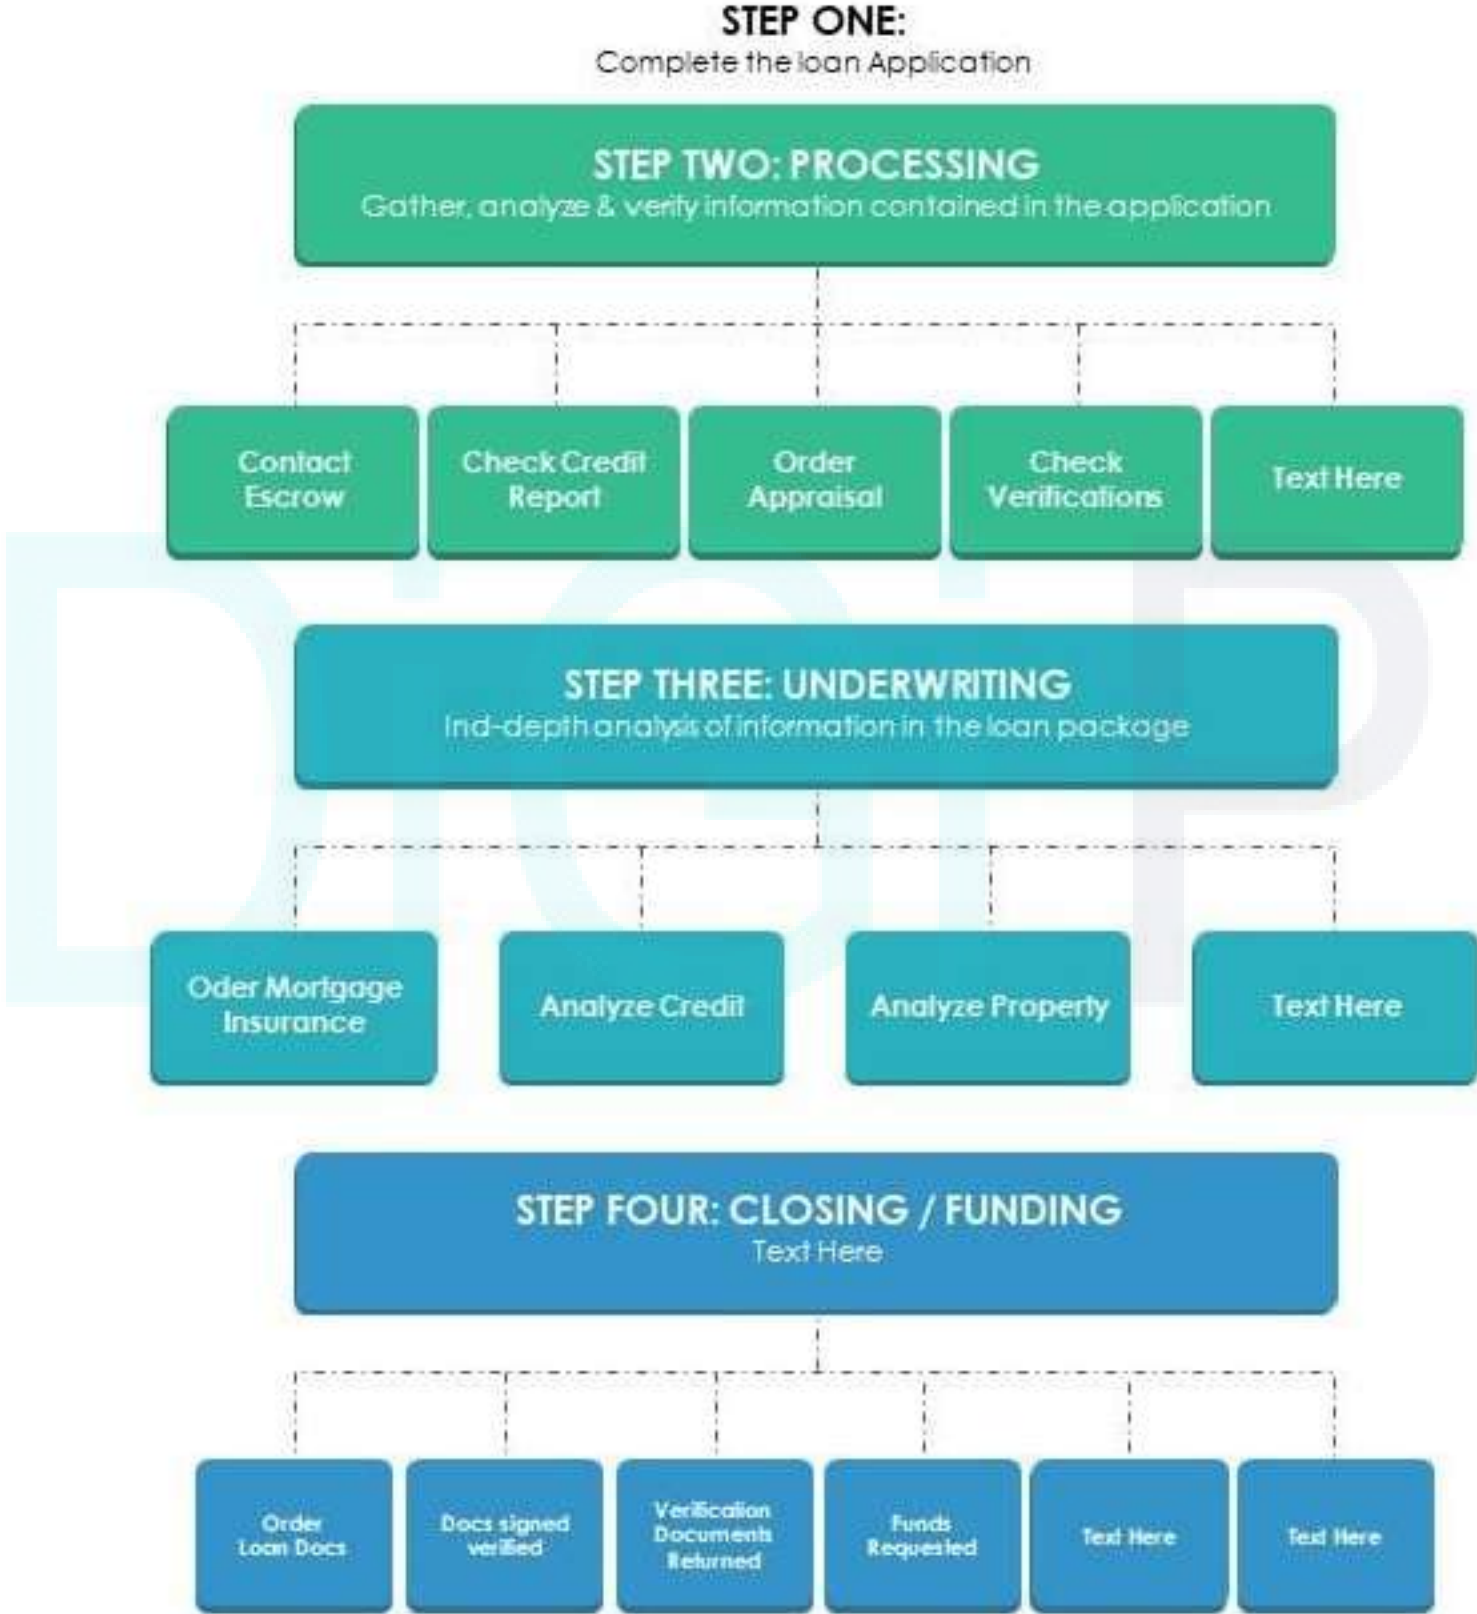 STEP ONE:
Complete the loan Application
STEP TWO: PROCESSING
Gather, analyze & verify information contained in the application
Contact
Escrow
Check Credit
Report
Order
Appraisal
Check
Verifications
Text Here
STEP THREE: UNDERWRITING
Ind-depth analysis of information in the loan package
Oder Mortgage
Insurance
Analyze Credit
Analyze Property
Text Here
STEP FOUR: CLOSING / FUNDING
Text Here
Order
Loan Docs
Docs signed
verified
Verification
Documents
Returned
Funds
Requested
Text Here
Text Here
DiGiP